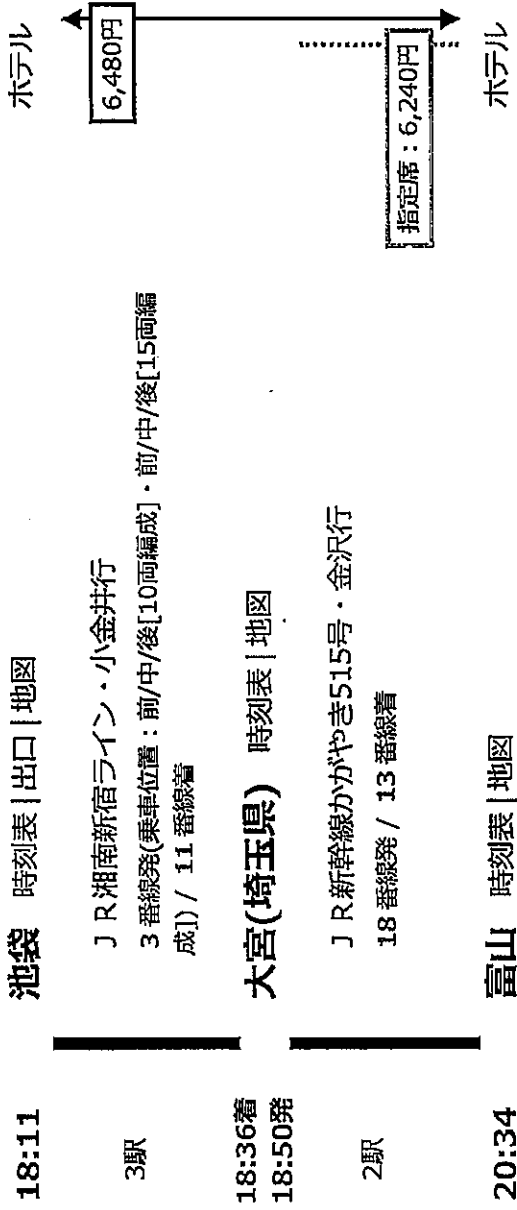 18:11 池袋 時刻表 | 出口 | 地図 ホテル
3駅
ＪＲ湘南新宿ライン・小金井行
3 番線発(乗車位置：前/中/後[10両編成]・前/中/後[15両編
成]) / 11 番線着
6,480円
18:36着
18:50発
大宮(埼玉県) 時刻表 | 地図
2駅
ＪＲ新幹線かがやき515号・金沢行
18 番線発 / 13 番線着
指定席：6,240円
20:34 富山 時刻表 | 地図 ホテル